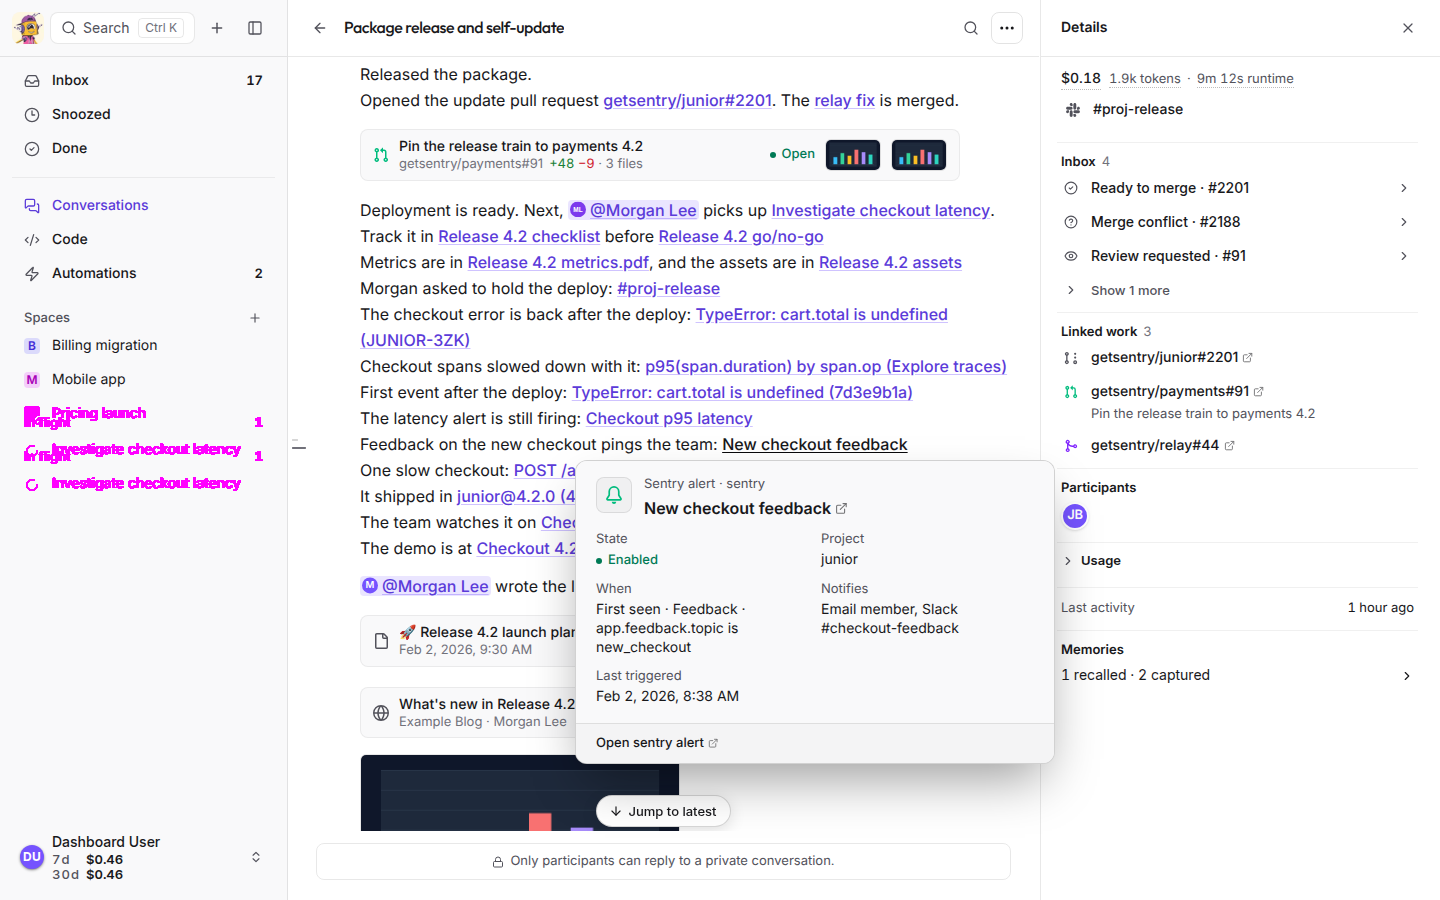 Search Ctrl K
Inbox 17
Snoozed
Done
Conversations
Code
Automations 2
Spaces
B Billing migration
M Mobile app
Pricing launch
In flight 1
Investigate checkout latency
In flight 1
Investigate checkout latency
DU Dashboard User
7d $0.46
30d $0.46
Package release and self-update
Released the package.
Opened the update pull request getsentry/junior#2201. The relay fix is merged.
Pin the release train to payments 4.2
getsentry/payments#91 +48 −9 · 3 files
Open
Deployment is ready. Next, ML @Morgan Lee picks up Investigate checkout latency.
Track it in Release 4.2 checklist before Release 4.2 go/no-go
Metrics are in Release 4.2 metrics.pdf, and the assets are in Release 4.2 assets
Morgan asked to hold the deploy: #proj-release
The checkout error is back after the deploy: TypeError: cart.total is undefined
(JUNIOR-3ZK)
Checkout spans slowed down with it: p95(span.duration) by span.op (Explore traces)
First event after the deploy: TypeError: cart.total is undefined (7d3e9b1a)
The latency alert is still firing: Checkout p95 latency
Feedback on the new checkout pings the team: New checkout feedback
One slow checkout: POST /a
It shipped in junior@4.2.0 (4
The team watches it on Chec
The demo is at Checkout 4.2
M @Morgan Lee wrote the l
🚀 Release 4.2 launch plan
Feb 2, 2026, 9:30 AM
What's new in Release 4.2
Example Blog · Morgan Lee
Sentry alert · sentry
New checkout feedback
State
Enabled
Project
junior
When
First seen · Feedback ·
app.feedback.topic is
new_checkout
Notifies
Email member, Slack
#checkout-feedback
Last triggered
Feb 2, 2026, 8:38 AM
Open sentry alert
Jump to latest
Only participants can reply to a private conversation.
Details
$0.18 1.9k tokens · 9m 12s runtime
#proj-release
Inbox 4
Ready to merge · #2201
Merge conflict · #2188
Review requested · #91
Show 1 more
Linked work 3
getsentry/junior#2201
getsentry/payments#91
Pin the release train to payments 4.2
getsentry/relay#44
Participants
JB
Usage
Last activity 1 hour ago
Memories
1 recalled · 2 captured